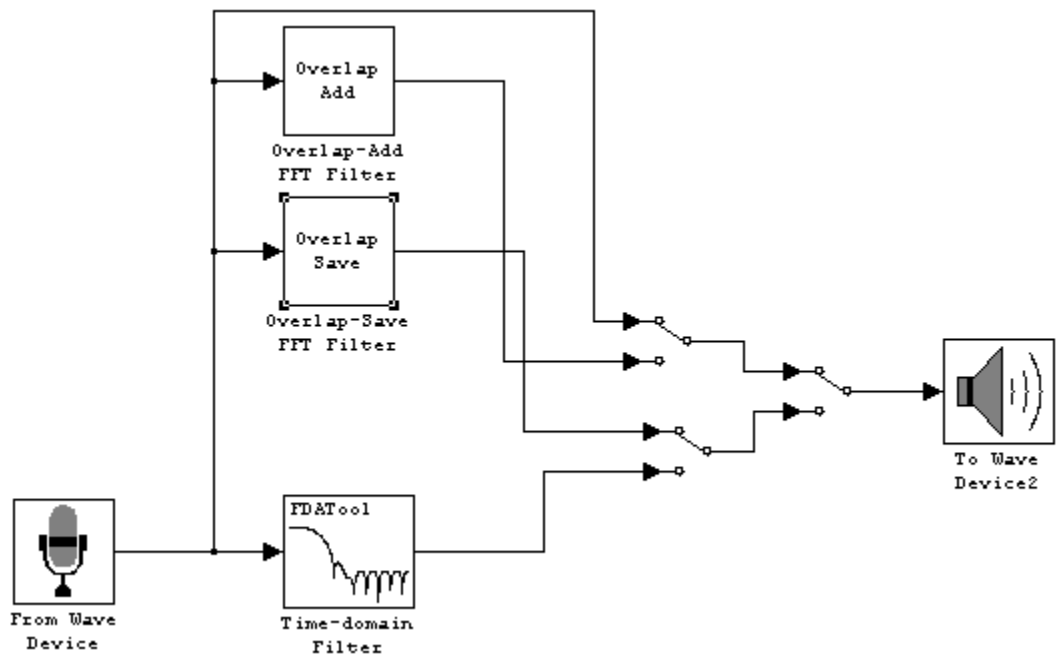 Overlap
Add
Overlap-Add
FFT Filter
Overlap
Save
Overlap-Save
FFT Filter
To Wave
Device2
FDATool
From Wave
Device
Time-domain
Filter